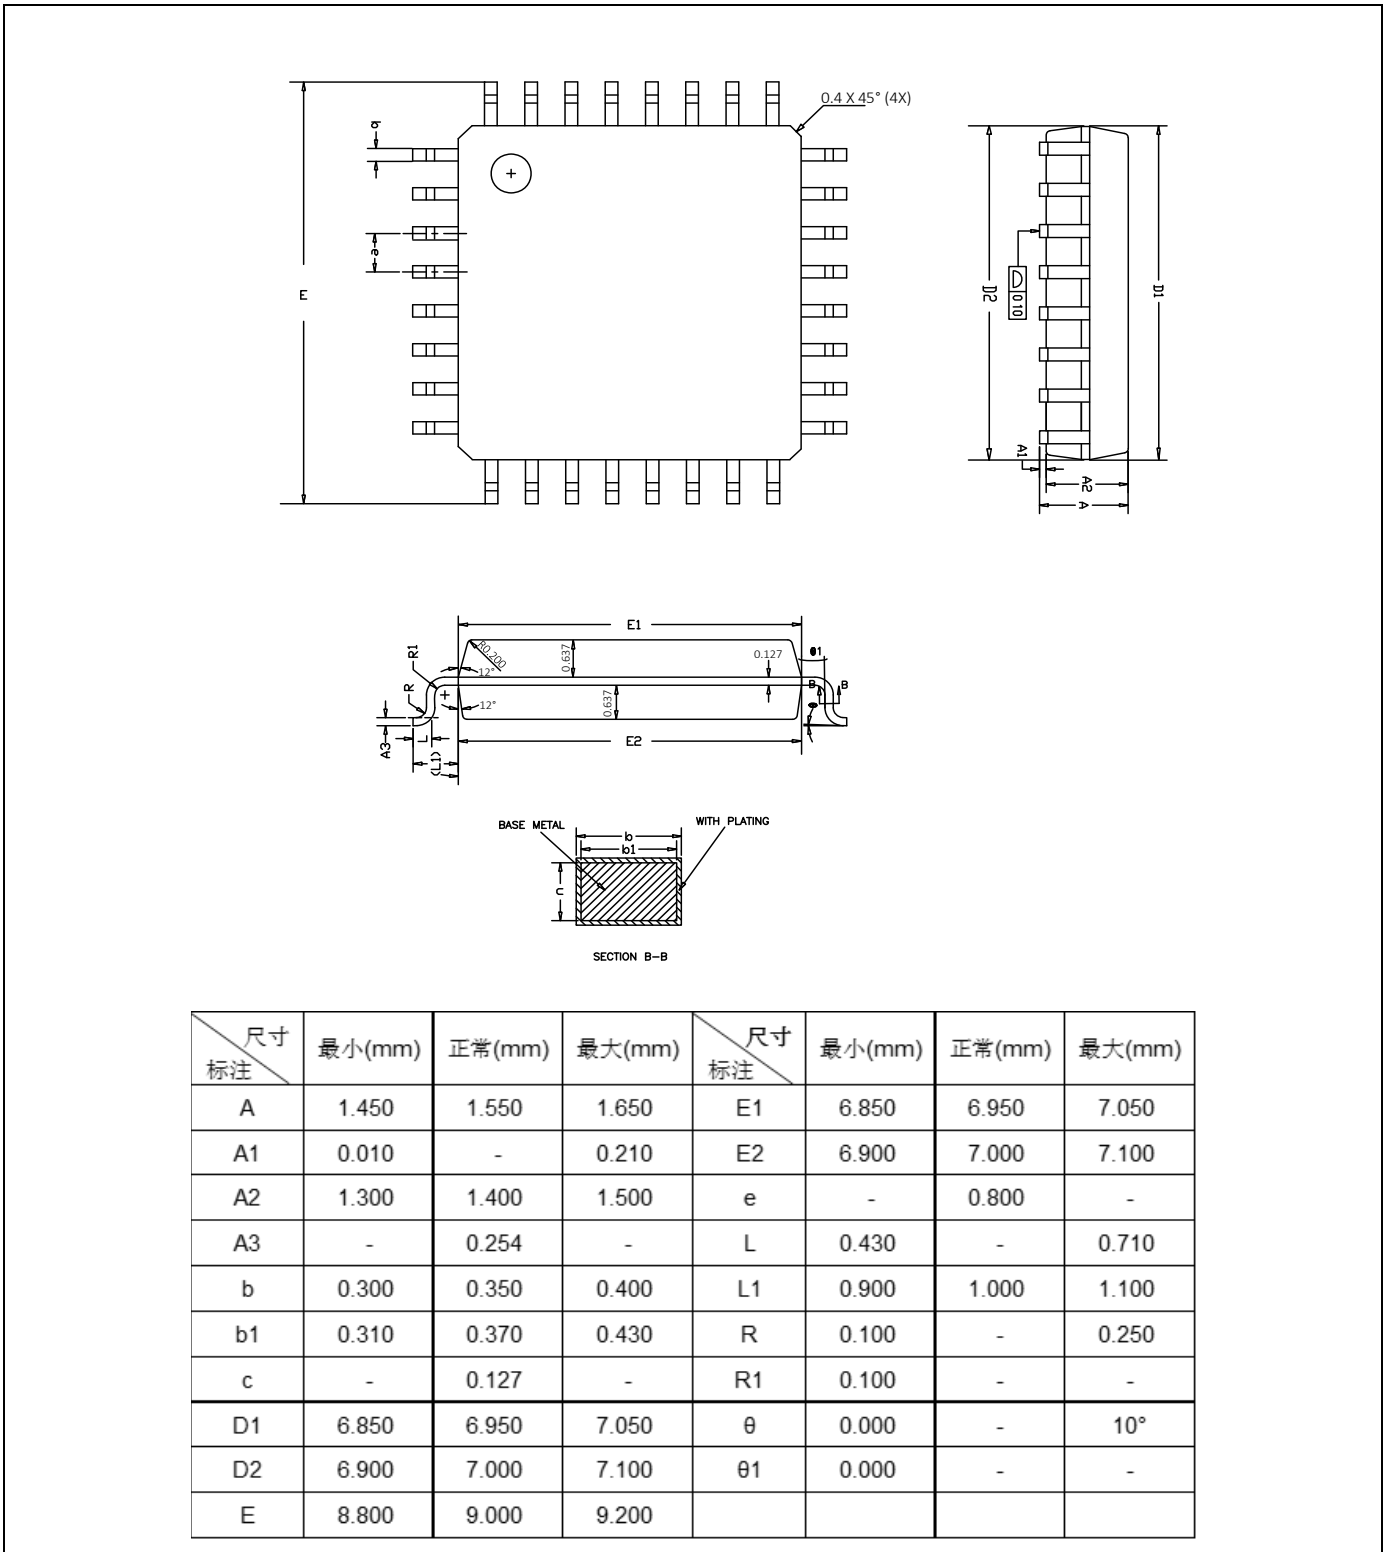 0.4 X 45° (4X)
b
e
E
D2
D1
0.10
A1
A2
A
E1
R0.200
0.637
0.127
θ1
R1
12°
R
B
B
12°
0.637
θ
A3
L
(L1)
E2
BASE METAL
WITH PLATING
b
b1
c
SECTION B-B
尺寸 标注 最小(mm) 正常(mm) 最大(mm) 尺寸 标注 最小(mm) 正常(mm) 最大(mm)
A 1.450 1.550 1.650 E1 6.850 6.950 7.050
A1 0.010 - 0.210 E2 6.900 7.000 7.100
A2 1.300 1.400 1.500 e - 0.800 -
A3 - 0.254 - L 0.430 - 0.710
b 0.300 0.350 0.400 L1 0.900 1.000 1.100
b1 0.310 0.370 0.430 R 0.100 - 0.250
c - 0.127 - R1 0.100 - -
D1 6.850 6.950 7.050 θ 0.000 - 10°
D2 6.900 7.000 7.100 θ1 0.000 - -
E 8.800 9.000 9.200